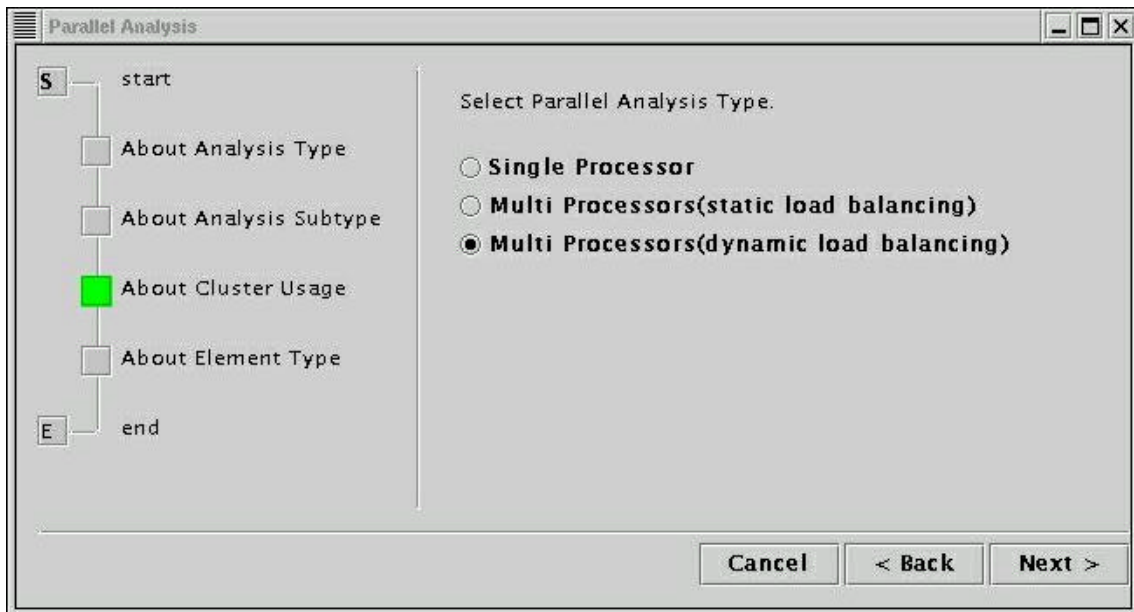 Parallel Analysis
S start
About Analysis Type
About Analysis Subtype
About Cluster Usage
About Element Type
E end
Select Parallel Analysis Type.
Single Processor
Multi Processors(static load balancing)
Multi Processors(dynamic load balancing)
Cancel < Back Next >